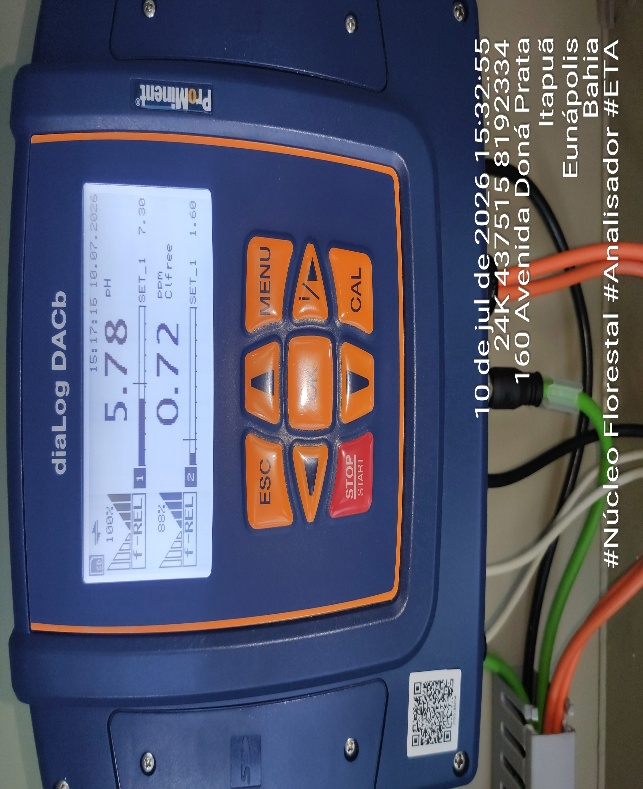 ProMinent®
diaLog DACb
15:17:16 10.07.2026
100%
5.78 pH
f-REL 1 SET_1 7.30
88%
0.72 ppm
Clfree
f-REL 2 SET_1 1.60
ESC
MENU
OK
i/
STOP
START
CAL
10 de jul de 2026 15:32:55
24K 437515 8192334
160 Avenida Doná Prata
Itapuã
Eunápolis
Bahia
#Núcleo Florestal #Analisador #ETA